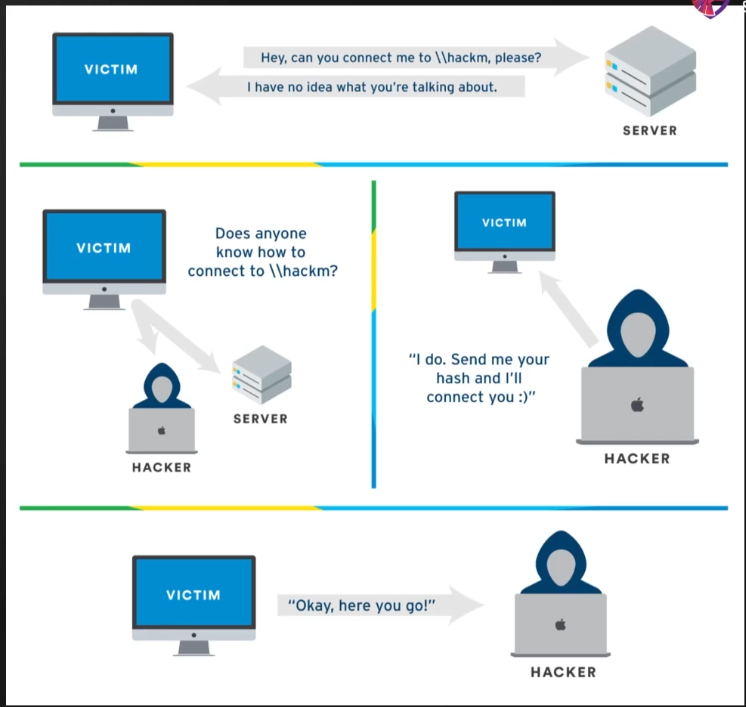 VICTIM
Hey, can you connect me to \\hackm, please?
I have no idea what you're talking about.
SERVER
VICTIM
Does anyone
know how to
connect to \\hackm?
HACKER
SERVER
VICTIM
"I do. Send me your
hash and I'll
connect you :)"
HACKER
VICTIM
"Okay, here you go!"
HACKER